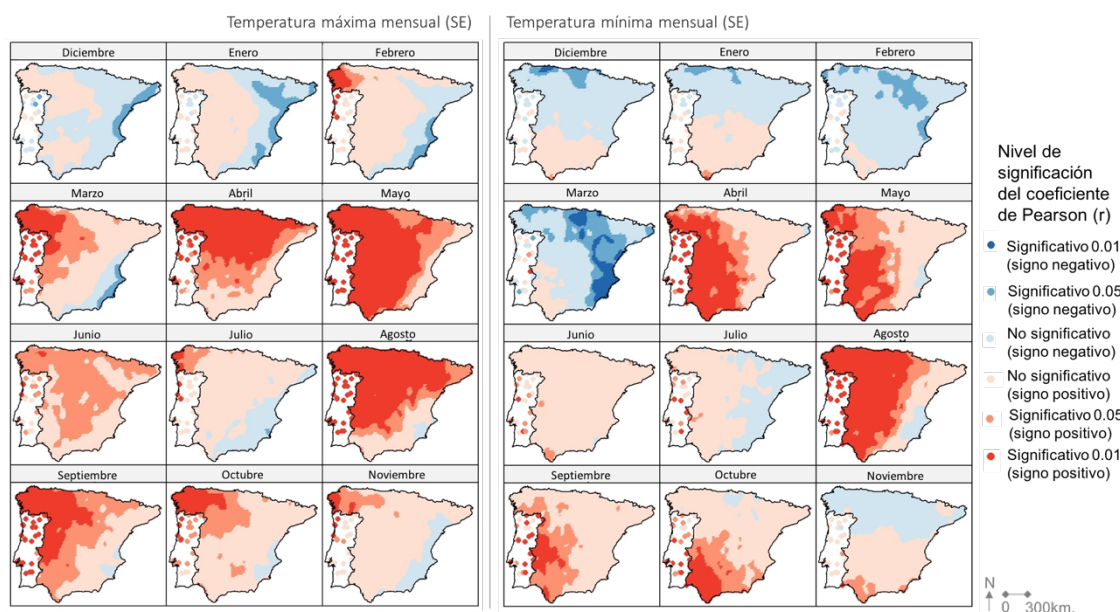 Temperatura máxima mensual (SE)
Temperatura mínima mensual (SE)
Diciembre
Enero
Febrero
Marzo
Abril
Mayo
Junio
Julio
Agosto
Septiembre
Octubre
Noviembre
Diciembre
Enero
Febrero
Marzo
Abril
Mayo
Junio
Julio
Agosto
Septiembre
Octubre
Noviembre
Nivel de
significación
del coeficiente
de Pearson (r)
Significativo 0.01
(signo negativo)
Significativo 0.05
(signo negativo)
No significativo
(signo negativo)
No significativo
(signo positivo)
Significativo 0.05
(signo positivo)
Significativo 0.01
(signo positivo)
N
0 300km.